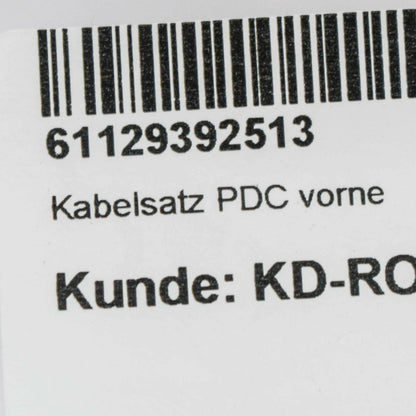 61129392513
Kabelsatz PDC vorne
Kunde: KD-RO